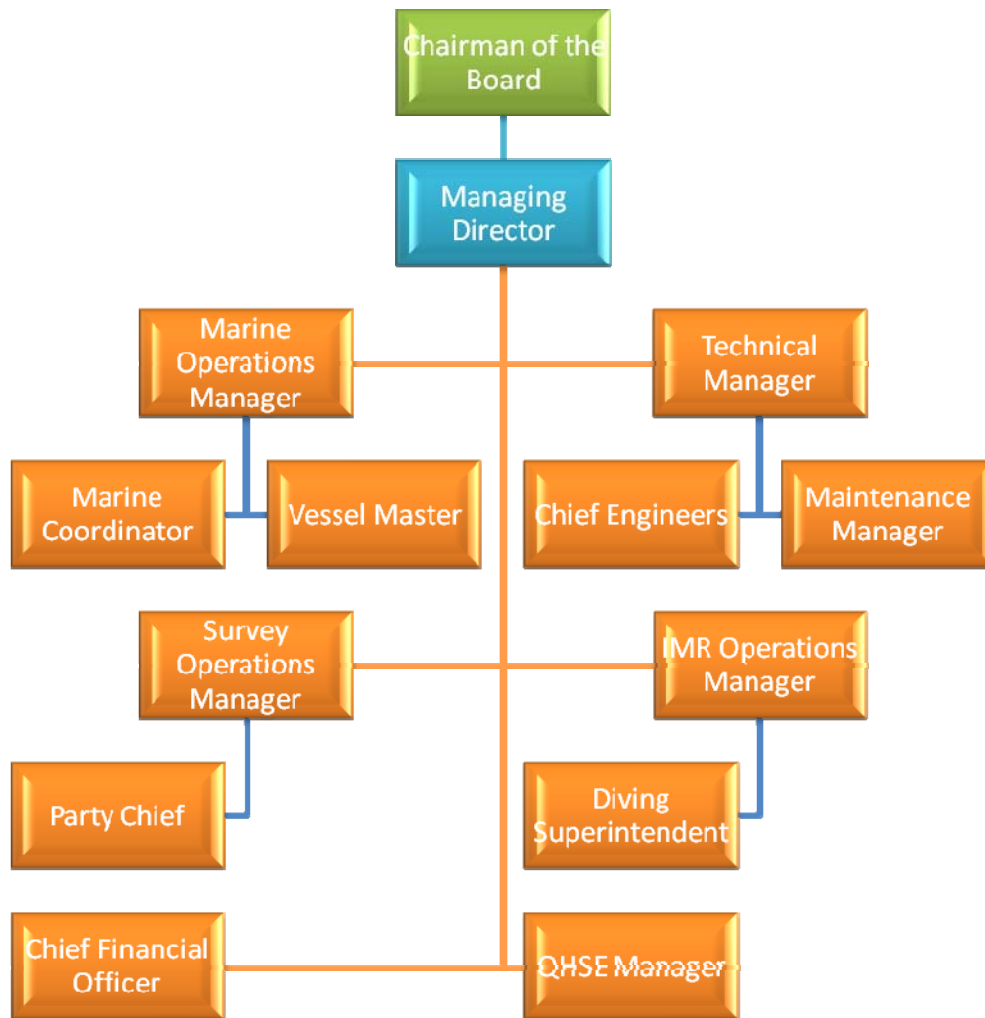 Chairman of the
Board
Managing
Director
Marine
Operations
Manager
Technical
Manager
Marine
Coordinator
Vessel Master
Chief Engineers
Maintenance
Manager
Survey
Operations
Manager
IMR Operations
Manager
Party Chief
Diving
Superintendent
Chief Financial
Officer
QHSE Manager